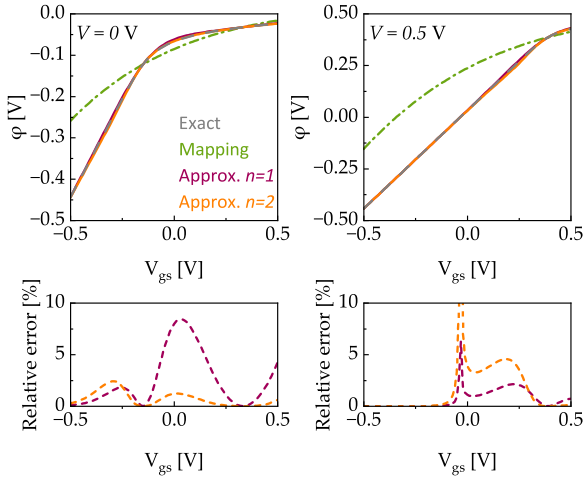 V = 0 V
V = 0.5 V
0.0
−0.1
−0.2
−0.3
−0.4
−0.5
φ [V]
Exact
Mapping
Approx. n=1
Approx. n=2
−0.5
0.0
0.5
Vgs [V]
0.50
0.25
0.00
−0.25
−0.50
φ [V]
−0.5
0.0
0.5
Vgs [V]
10
5
0
Relative error [%]
−0.5
0.0
0.5
Vgs [V]
10
5
0
Relative error [%]
−0.5
0.0
0.5
Vgs [V]